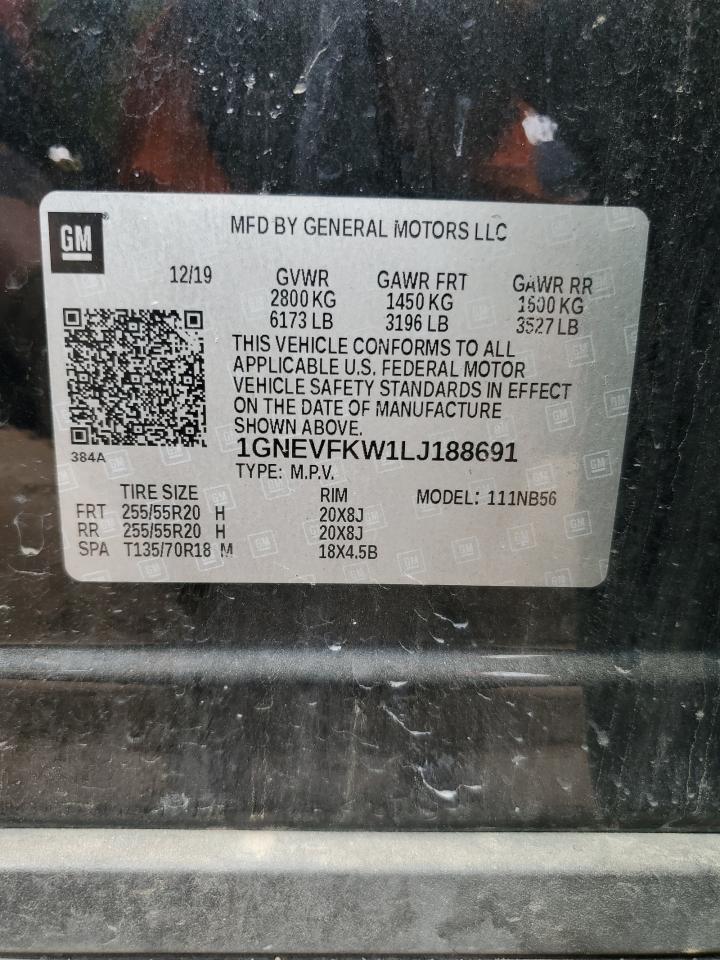 GM
MFD BY GENERAL MOTORS LLC
12/19 GVWR GAWR FRT GAWR RR
2800 KG 1450 KG 1600 KG
6173 LB 3196 LB 3527 LB
THIS VEHICLE CONFORMS TO ALL
APPLICABLE U.S. FEDERAL MOTOR
VEHICLE SAFETY STANDARDS IN EFFECT
ON THE DATE OF MANUFACTURE
SHOWN ABOVE.
384A
1GNEVFKW1LJ188691
TYPE: M.P.V.
TIRE SIZE RIM MODEL: 111NB56
FRT 255/55R20 H 20X8J
RR 255/55R20 H 20X8J
SPA T135/70R18 M 18X4.5B